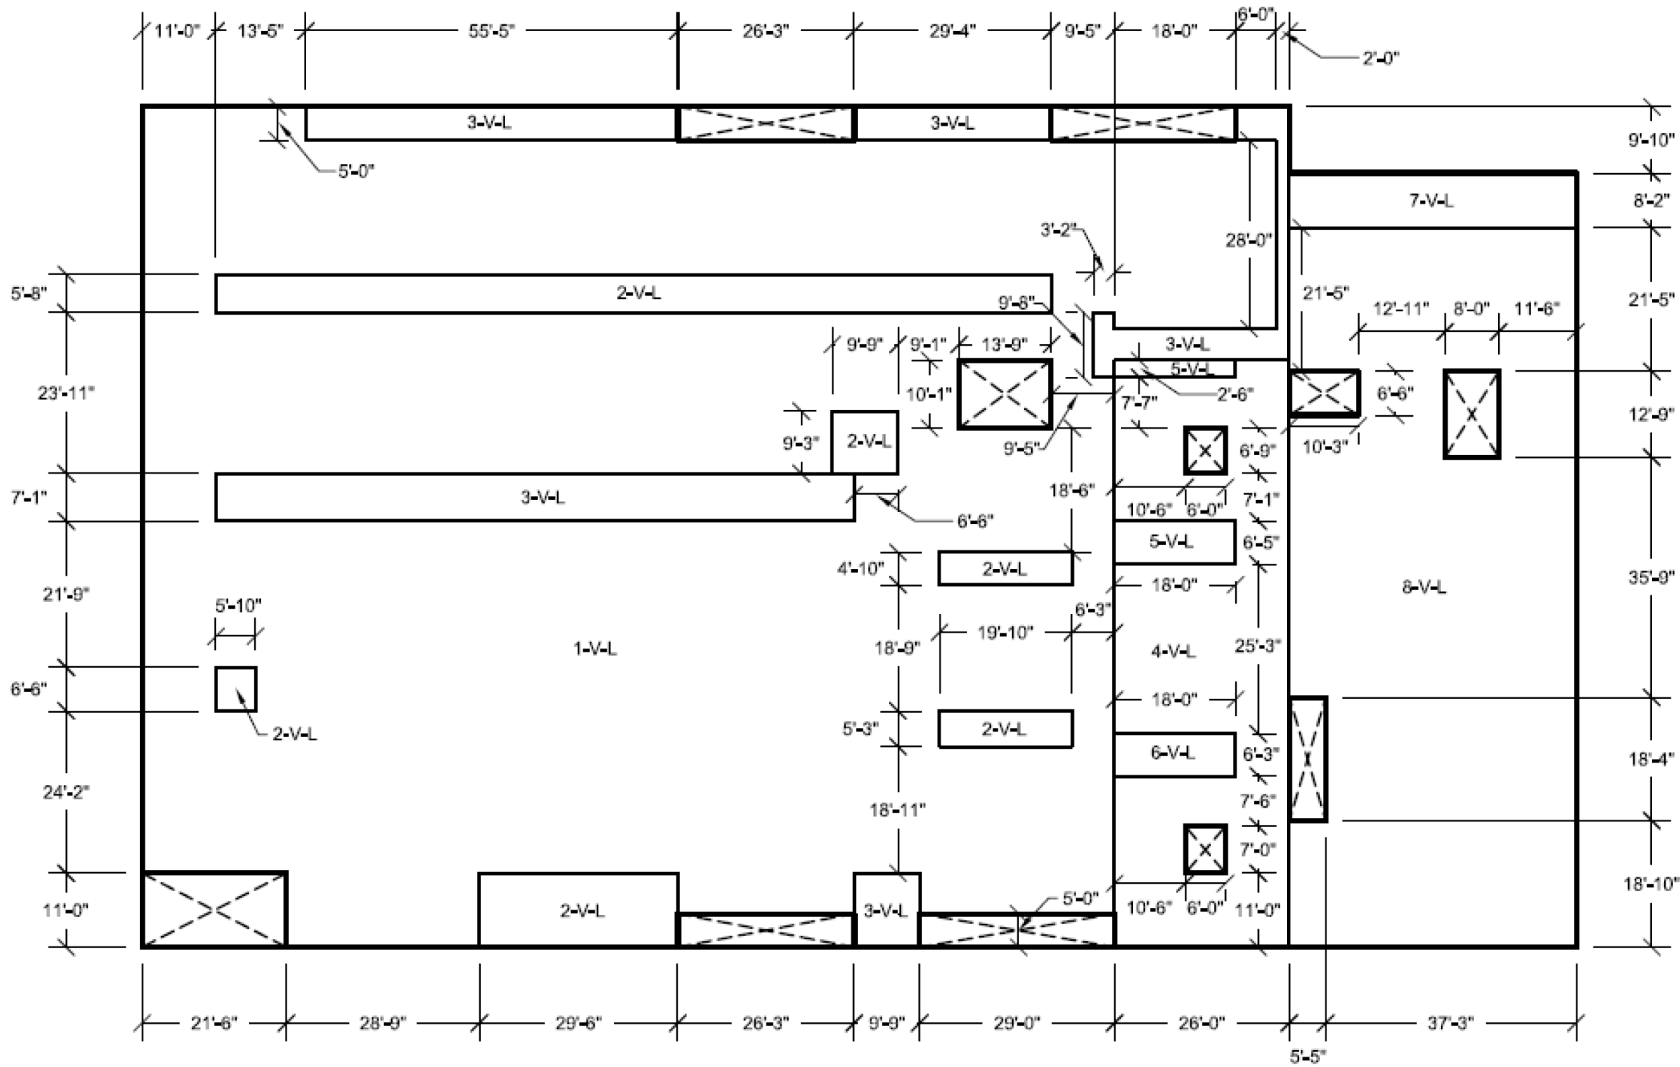 11'-0" 13'-5" 55'-5" 26'-3" 29'-4" 9'-5" 18'-0" 6'-0"
2'-0"
3-V-L 3-V-L
9'-10"
5'-0"
7-V-L 8'-2"
3'-2" 28'-0"
5'-8" 2-V-L 9'-8" 21'-5" 12'-11" 8'-0" 11'-6" 21'-5"
9'-9" 9'-1" 13'-9" 3-V-L
5-V-L
23'-11" 10'-1" 7'-7" 2'-6" 6'-6" 12'-9"
9'-3" 2-V-L 9'-5" 6'-9" 10'-3"
7'-1" 3-V-L 18'-6" 7'-1"
6'-6" 10'-6" 6'-0"
5-V-L 6'-5"
4'-10" 2-V-L 35'-9"
21'-9" 5'-10" 6'-3" 18'-0" 8-V-L
19'-10"
1-V-L 18'-9" 4-V-L 25'-3"
6'-6" 18'-0"
2-V-L 5'-3" 2-V-L
6-V-L 6'-3" 18'-4"
24'-2" 18'-11" 7'-6"
7'-0"
18'-10"
11'-0" 2-V-L 3-V-L 5'-0" 10'-6" 6'-0" 11'-0"
21'-6" 28'-9" 29'-6" 26'-3" 9'-9" 29'-0" 26'-0" 37'-3"
5'-5"